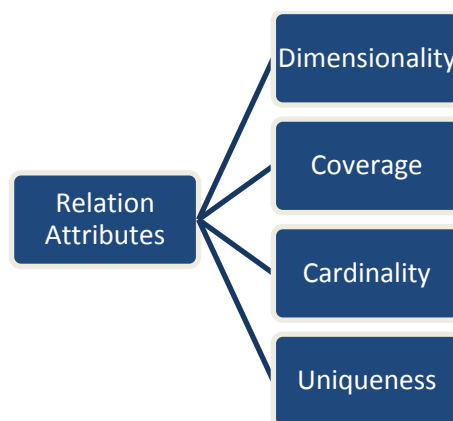 Relation
Attributes
Dimensionality
Coverage
Cardinality
Uniqueness